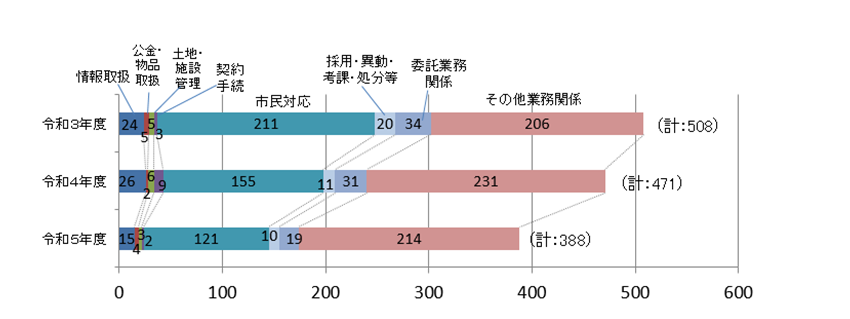 情報取扱
公金・
物品
取扱
土地・
施設
管理
契約
手続
市民対応
採用・異動・
考課・処分等
委託業務
関係
その他業務関係
令和3年度
24
5
5
3
211
20
34
206
(計:508)
令和4年度
26
2
6
9
155
11
31
231
(計:471)
令和5年度
15
4
3
2
121
10
19
214
(計:388)
0
100
200
300
400
500
600